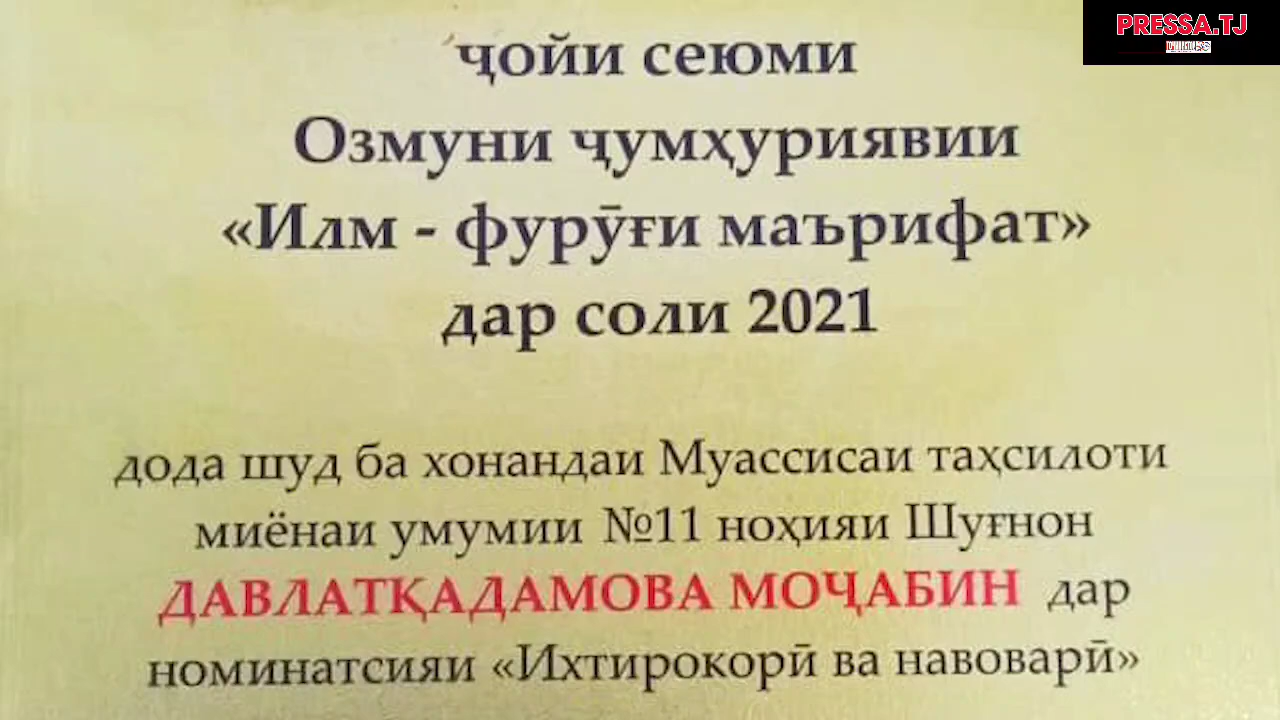 PRESSA.TJ
ҷойи сеюми
Озмуни ҷумҳуриявии
«Илм - фурӯғи маърифат»
дар соли 2021
дода шуд ба хонандаи Муассисаи таҳсилоти
миёнаи умумии №11 ноҳияи Шуғнон
ДАВЛАТҚАДАМОВА МОҶАБИН дар
номинатсияи «Ихтирокорӣ ва навоварӣ»